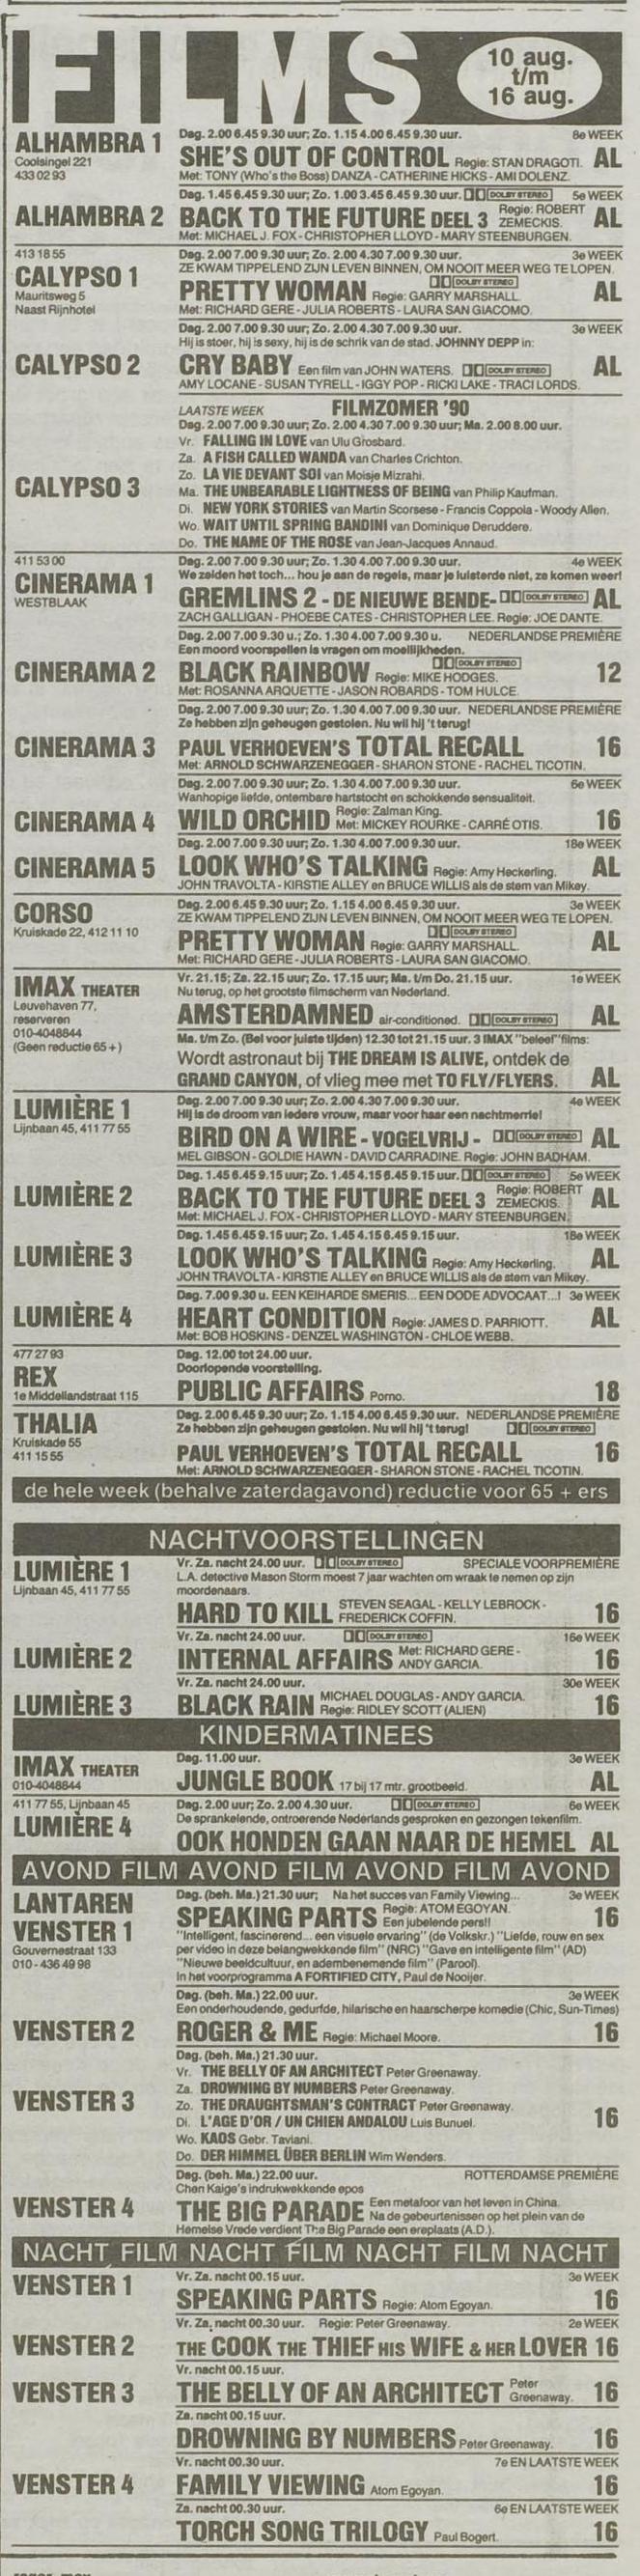 FILMS
10 aug.
t/m
16 aug.
ALHAMBRA 1
Coolsingel 221
433 02 93
Dag. 2.00 6.45 9.30 uur; Zo. 1.15 4.00 6.45 9.30 uur. 8e WEEK
SHE'S OUT OF CONTROL Regie: STAN DRAGOTI. AL
Met: TONY (Who's the Boss) DANZA - CATHERINE HICKS - AMI DOLENZ.
Dag. 1.45 6.45 9.30 uur; Zo. 1.00 3.45 6.45 9.30 uur. DOLBY STEREO 5e WEEK
ALHAMBRA 2 BACK TO THE FUTURE DEEL 3 Regie: ROBERT ZEMECKIS. AL
Met: MICHAEL J. FOX - CHRISTOPHER LLOYD - MARY STEENBURGEN.
413 18 55
CALYPSO 1
Mauritsweg 5
Naast Rijnhotel
Dag. 2.00 7.00 9.30 uur; Zo. 2.00 4.30 7.00 9.30 uur. 3e WEEK
ZE KWAM TIPPELEND ZIJN LEVEN BINNEN, OM NOOIT MEER WEG TE LOPEN.
DOLBY STEREO
PRETTY WOMAN Regie: GARRY MARSHALL. AL
Met: RICHARD GERE - JULIA ROBERTS - LAURA SAN GIACOMO.
Dag. 2.00 7.00 9.30 uur; Zo. 2.00 4.30 7.00 9.30 uur. 3e WEEK
Hij is stoer, hij is sexy, hij is de schrik van de stad. JOHNNY DEPP in:
CALYPSO 2 CRY BABY Een film van JOHN WATERS. DOLBY STEREO AL
AMY LOCANE - SUSAN TYRELL - IGGY POP - RICKI LAKE - TRACI LORDS.
LAATSTE WEEK FILMZOMER '90
Dag. 2.00 7.00 9.30 uur; Zo. 2.00 4.30 7.00 9.30 uur; Ma. 2.00 8.00 uur.
CALYPSO 3
Vr. FALLING IN LOVE van Ulu Grosbard.
Za. A FISH CALLED WANDA van Charles Crichton.
Zo. LA VIE DEVANT SOI van Moisje Mizrahi.
Ma. THE UNBEARABLE LIGHTNESS OF BEING van Philip Kaufman.
Di. NEW YORK STORIES van Martin Scorsese - Francis Coppola - Woody Allen.
Wo. WAIT UNTIL SPRING BANDINI van Dominique Deruddere.
Do. THE NAME OF THE ROSE van Jean-Jacques Annaud.
411 53 00
CINERAMA 1
WESTBLAAK
Dag. 2.00 7.00 9.30 uur; Zo. 1.30 4.00 7.00 9.30 uur. 4e WEEK
We zeiden het toch... hou je aan de regels, maar je luisterde niet, ze komen weer!
GREMLINS 2 - DE NIEUWE BENDE- DOLBY STEREO AL
ZACH GALLIGAN - PHOEBE CATES - CHRISTOPHER LEE. Regie: JOE DANTE.
Dag. 2.00 7.00 9.30 u.; Zo. 1.30 4.00 7.00 9.30 u. NEDERLANDSE PREMIÈRE
Een moord voorspellen is vragen om moeilijkheden.
DOLBY STEREO
CINERAMA 2 BLACK RAINBOW Regie: MIKE HODGES. 12
Met: ROSANNA ARQUETTE - JASON ROBARDS - TOM HULCE.
Dag. 2.00 7.00 9.30 uur; Zo. 1.30 4.00 7.00 9.30 uur. NEDERLANDSE PREMIÈRE
Ze hebben zijn geheugen gestolen. Nu wil hij 't terug!
CINERAMA 3 PAUL VERHOEVEN'S TOTAL RECALL 16
Met: ARNOLD SCHWARZENEGGER - SHARON STONE - RACHEL TICOTIN.
Dag. 2.00 7.00 9.30 uur; Zo. 1.30 4.00 7.00 9.30 uur. 6e WEEK
Wanhopige liefde, ontembare hartstocht en schokkende sensualiteit.
CINERAMA 4 WILD ORCHID Regie: Zalman King. Met: MICKEY ROURKE - CARRÉ OTIS. 16
Dag. 2.00 7.00 9.30 uur; Zo. 1.30 4.00 7.00 9.30 uur. 18e WEEK
CINERAMA 5 LOOK WHO'S TALKING Regie: Amy Heckerling. AL
JOHN TRAVOLTA - KIRSTIE ALLEY en BRUCE WILLIS als de stem van Mikey.
CORSO
Kruiskade 22, 412 11 10
Dag. 2.00 6.45 9.30 uur; Zo. 1.15 4.00 6.45 9.30 uur. 3e WEEK
ZE KWAM TIPPELEND ZIJN LEVEN BINNEN, OM NOOIT MEER WEG TE LOPEN.
DOLBY STEREO
PRETTY WOMAN Regie: GARRY MARSHALL. AL
Met: RICHARD GERE - JULIA ROBERTS - LAURA SAN GIACOMO.
IMAX THEATER
Leuvehaven 77,
reserveren
010-4048844
(Geen reductie 65+)
Vr. 21.15; Za. 22.15 uur; Zo. 17.15 uur; Ma. t/m Do. 21.15 uur. 1e WEEK
Nu terug, op het grootste filmscherm van Nederland.
AMSTERDAMNED air-conditioned. DOLBY STEREO AL
Ma. t/m Zo. (Bel voor juiste tijden) 12.30 tot 21.15 uur. 3 IMAX "beleef" films:
Wordt astronaut bij THE DREAM IS ALIVE, ontdek de
GRAND CANYON, of vlieg mee met TO FLY/FLYERS. AL
LUMIÈRE 1
Lijnbaan 45, 411 77 55
Dag. 2.00 7.00 9.30 uur; Zo. 2.00 4.30 7.00 9.30 uur. 4e WEEK
Hij is de droom van iedere vrouw, maar voor haar een nachtmerrie!
BIRD ON A WIRE - VOGELVRIJ - DOLBY STEREO AL
MEL GIBSON - GOLDIE HAWN - DAVID CARRADINE. Regie: JOHN BADHAM.
Dag. 1.45 6.45 9.15 uur; Zo. 1.45 4.15 6.45 9.15 uur. DOLBY STEREO 5e WEEK
LUMIÈRE 2 BACK TO THE FUTURE DEEL 3 Regie: ROBERT ZEMECKIS. AL
Met: MICHAEL J. FOX - CHRISTOPHER LLOYD - MARY STEENBURGEN.
Dag. 1.45 6.45 9.15 uur; Zo. 1.45 4.15 6.45 9.15 uur. 18e WEEK
LUMIÈRE 3 LOOK WHO'S TALKING Regie: Amy Heckerling. AL
JOHN TRAVOLTA - KIRSTIE ALLEY en BRUCE WILLIS als de stem van Mikey.
Dag. 7.00 9.30 u. EEN KEIHARDE SMERIS... EEN DODE ADVOCAAT...! 3e WEEK
LUMIÈRE 4 HEART CONDITION Regie: JAMES D. PARRIOTT. AL
Met: BOB HOSKINS - DENZEL WASHINGTON - CHLOE WEBB.
477 27 93
REX
1e Middellandstraat 115
Dag. 12.00 tot 24.00 uur.
Doorlopende voorstelling.
PUBLIC AFFAIRS Porno. 18
THALIA
Kruiskade 55
411 15 55
Dag. 2.00 6.45 9.30 uur; Zo. 1.15 4.00 6.45 9.30 uur. NEDERLANDSE PREMIÈRE
Ze hebben zijn geheugen gestolen. Nu wil hij 't terug! DOLBY STEREO
PAUL VERHOEVEN'S TOTAL RECALL 16
Met: ARNOLD SCHWARZENEGGER - SHARON STONE - RACHEL TICOTIN.
de hele week (behalve zaterdagavond) reductie voor 65 + ers
NACHTVOORSTELLINGEN
LUMIÈRE 1
Lijnbaan 45, 411 77 55
Vr. Za. nacht 24.00 uur. DOLBY STEREO SPECIALE VOORPREMIÈRE
L.A. detective Mason Storm moest 7 jaar wachten om wraak te nemen op zijn
moordenaars.
HARD TO KILL STEVEN SEAGAL - KELLY LEBROCK - FREDERICK COFFIN. 16
Vr. Za. nacht 24.00 uur. DOLBY STEREO 16e WEEK
LUMIÈRE 2 INTERNAL AFFAIRS Met: RICHARD GERE - ANDY GARCIA. 16
Vr. Za. nacht 24.00 uur. 30e WEEK
LUMIÈRE 3 BLACK RAIN MICHAEL DOUGLAS - ANDY GARCIA. Regie: RIDLEY SCOTT (ALIEN) 16
KINDERMATINEES
IMAX THEATER
010-4048844
Dag. 11.00 uur. 3e WEEK
JUNGLE BOOK 17 bij 17 mtr. grootbeeld. AL
411 77 55, Lijnbaan 45
LUMIÈRE 4
Dag. 2.00 uur; Zo. 2.00 4.30 uur. DOLBY STEREO 6e WEEK
De sprankelende, ontroerende Nederlands gesproken en gezongen tekenfilm.
OOK HONDEN GAAN NAAR DE HEMEL AL
AVOND FILM AVOND FILM AVOND FILM AVOND
LANTAREN
VENSTER 1
Gouvernestraat 133
010 - 436 49 98
Dag. (beh. Ma.) 21.30 uur; Na het succes van Family Viewing... 3e WEEK
SPEAKING PARTS Regie: ATOM EGOYAN. Een jubelende pers!! 16
"Intelligent, fascinerend... een visuele ervaring" (de Volkskr.) "Liefde, rouw en sex
per video in deze belangwekkende film" (NRC) "Gave en intelligente film" (AD)
"Nieuwe beeldcultuur, en adembenemende film" (Parool).
In het voorprogramma A FORTIFIED CITY, Paul de Nooijer.
Dag. (beh. Ma.) 22.00 uur. 3e WEEK
Een onderhoudende, gedurfde, hilarische en haarscherpe komedie (Chic, Sun-Times)
VENSTER 2 ROGER & ME Regie: Michael Moore. 16
Dag. (beh. Ma.) 21.30 uur.
VENSTER 3
Vr. THE BELLY OF AN ARCHITECT Peter Greenaway.
Za. DROWNING BY NUMBERS Peter Greenaway.
Zo. THE DRAUGHTSMAN'S CONTRACT Peter Greenaway.
Di. L'AGE D'OR / UN CHIEN ANDALOU Luis Bunuel. 16
Wo. KAOS Gebr. Taviani.
Do. DER HIMMEL ÜBER BERLIN Wim Wenders.
Dag. (beh. Ma.) 22.00 uur. ROTTERDAMSE PREMIÈRE
Chen Kaige's indrukwekkende epos
VENSTER 4 THE BIG PARADE Een metafoor van het leven in China. Na de gebeurtenissen op het plein van de 16
Hemelse Vrede verdient The Big Parade een ereplaats (A.D.).
NACHT FILM NACHT FILM NACHT FILM NACHT
Vr. Za. nacht 00.15 uur. 3e WEEK
VENSTER 1 SPEAKING PARTS Regie: Atom Egoyan. 16
Vr. Za. nacht 00.30 uur. Regie: Peter Greenaway. 2e WEEK
VENSTER 2 THE COOK THE THIEF HIS WIFE & HER LOVER 16
Vr. nacht 00.15 uur.
VENSTER 3 THE BELLY OF AN ARCHITECT Peter Greenaway. 16
Za. nacht 00.15 uur.
DROWNING BY NUMBERS Peter Greenaway. 16
Vr. nacht 00.30 uur. 7e EN LAATSTE WEEK
VENSTER 4 FAMILY VIEWING Atom Egoyan. 16
Za. nacht 00.30 uur. 6e EN LAATSTE WEEK
TORCH SONG TRILOGY Paul Bogert. 16